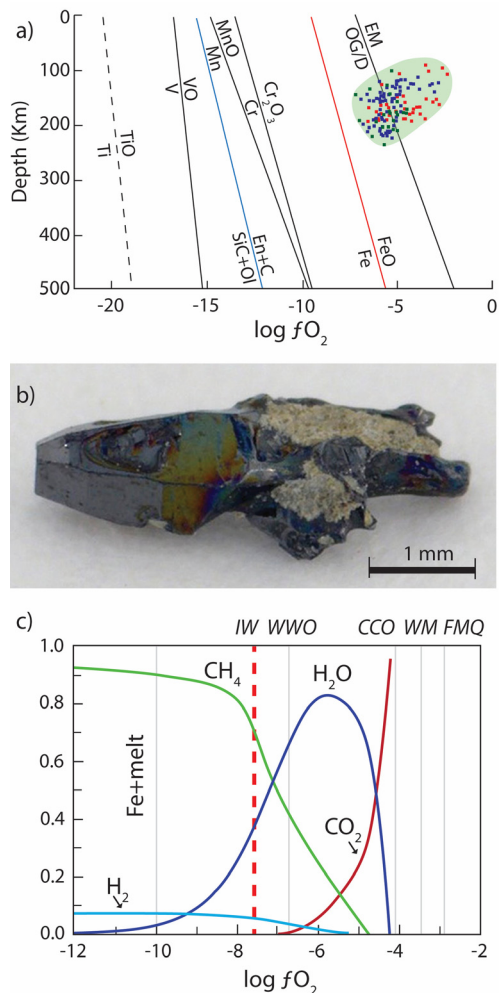 a)
0
100
200
300
400
500
Depth (Km)
TiO
Ti
VO
V
MnO
Mn
Cr₂O₃
Cr
En+C
SiC+Ol
FeO
Fe
EM
OG/D
-20
-15
-10
-5
0
log ƒO₂
b)
1 mm
c)
IW
WWO
CCO
WM
FMQ
1.0
0.8
0.6
0.4
0.2
0.0
CH₄
H₂O
Fe+melt
CO₂
H₂
-12
-10
-8
-6
-4
-2
log ƒO₂